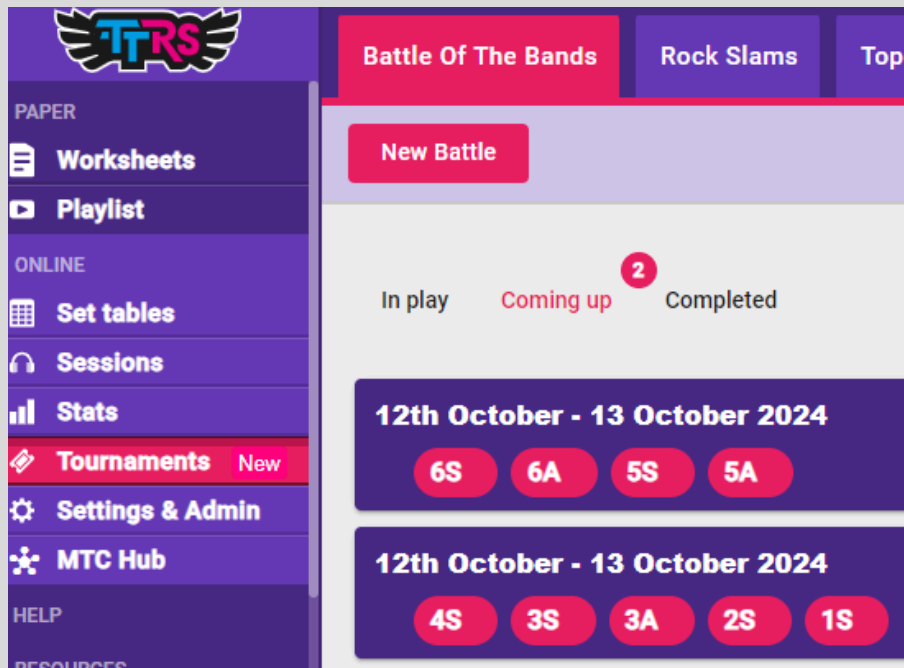 TTRS
PAPER
Worksheets
Playlist
ONLINE
Set tables
Sessions
Stats
Tournaments New
Settings & Admin
MTC Hub
HELP
RESOURCES
Battle Of The Bands Rock Slams Top
New Battle
In play Coming up 2 Completed
12th October - 13 October 2024
6S 6A 5S 5A
12th October - 13 October 2024
4S 3S 3A 2S 1S